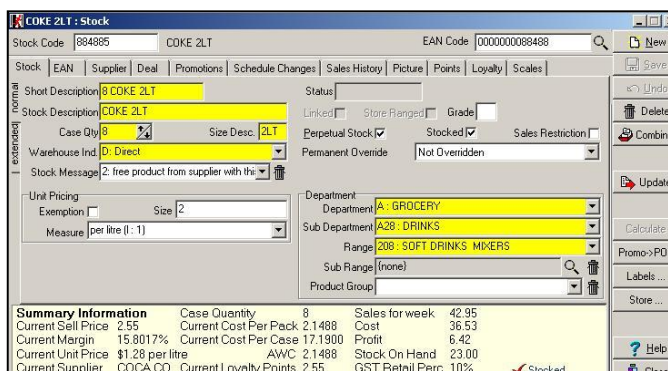 COKE 2LT : Stock
Stock Code 884885 COKE 2LT EAN Code 0000000088488
Stock EAN Supplier Deal Promotions Schedule Changes Sales History Picture Points Loyalty Scales
normal
extended
Short Description 8 COKE 2LT Status
Stock Description COKE 2LT Linked Store Ranged Grade
Case Qty 8 Size Desc. 2LT Perpetual Stock Stocked Sales Restriction
Warehouse Ind. D: Direct Permanent Override Not Overridden
Stock Message 2: free product from supplier with thi
Unit Pricing Department
Exemption Size 2 Department A : GROCERY
Measure per litre (l : 1) Sub Department A28 : DRINKS
Range 208 : SOFT DRINKS MIXERS
Sub Range (none)
Product Group
Summary Information Case Quantity 8 Sales for week 42.95
Current Sell Price 2.55 Current Cost Per Pack 2.1488 Cost 36.53
Current Margin 15.8017% Current Cost Per Case 17.1900 Profit 6.42
Current Unit Price $1.28 per litre AWC 2.1488 Stock On Hand 23.00
Current Supplier COCA CO Current Loyalty Points 2.55 GST Retail Perc 10% Stocked
New
Save
Undo
Delete
Combin
Update
Calculate
Promo->PO
Labels ...
Store ...
Help